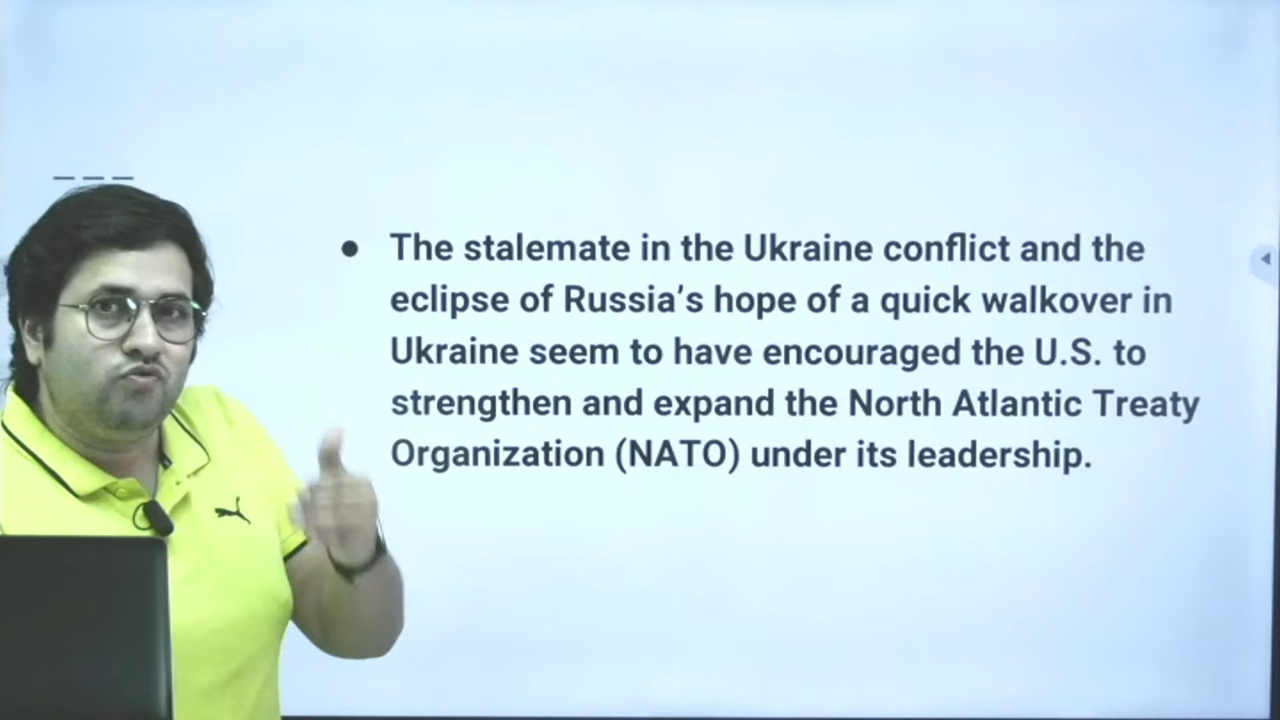 ● The stalemate in the Ukraine conflict and the
eclipse of Russia’s hope of a quick walkover in
Ukraine seem to have encouraged the U.S. to
strengthen and expand the North Atlantic Treaty
Organization (NATO) under its leadership.